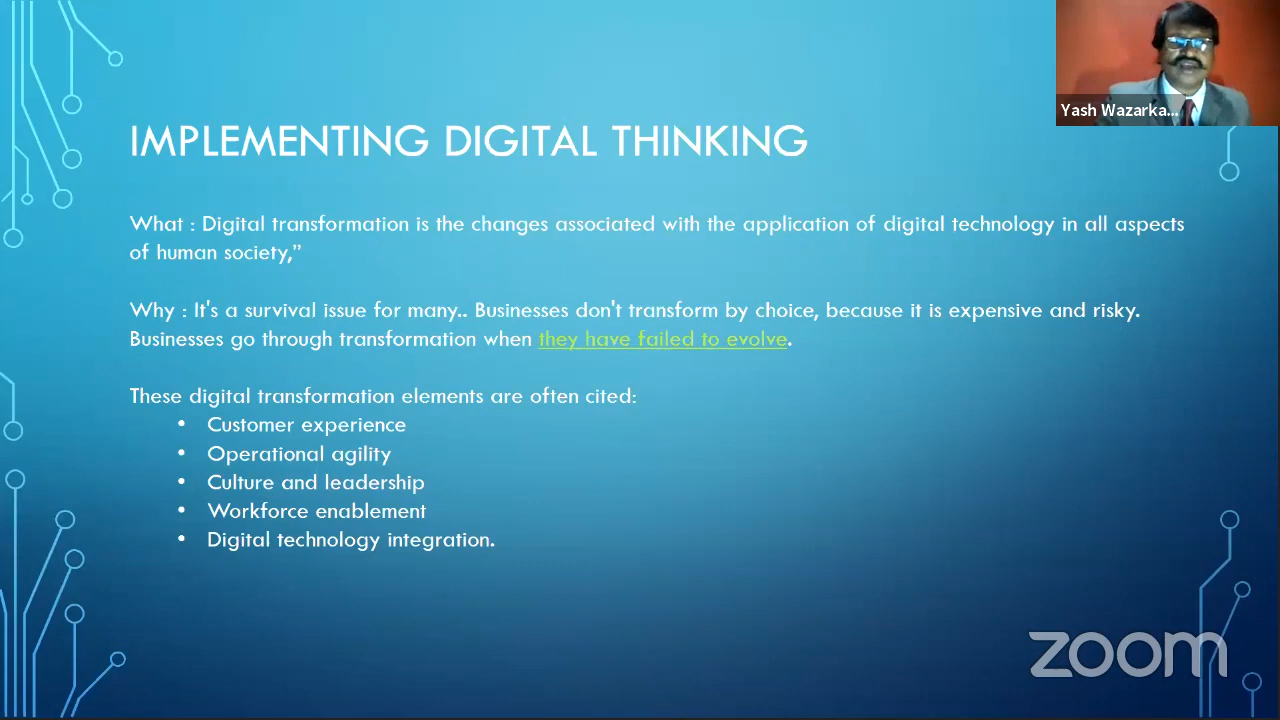 Yash Wazarka...
IMPLEMENTING DIGITAL THINKING
What : Digital transformation is the changes associated with the application of digital technology in all aspects
of human society,”
Why : It's a survival issue for many.. Businesses don't transform by choice, because it is expensive and risky.
Businesses go through transformation when they have failed to evolve.
These digital transformation elements are often cited:
• Customer experience
• Operational agility
• Culture and leadership
• Workforce enablement
• Digital technology integration.
zoom